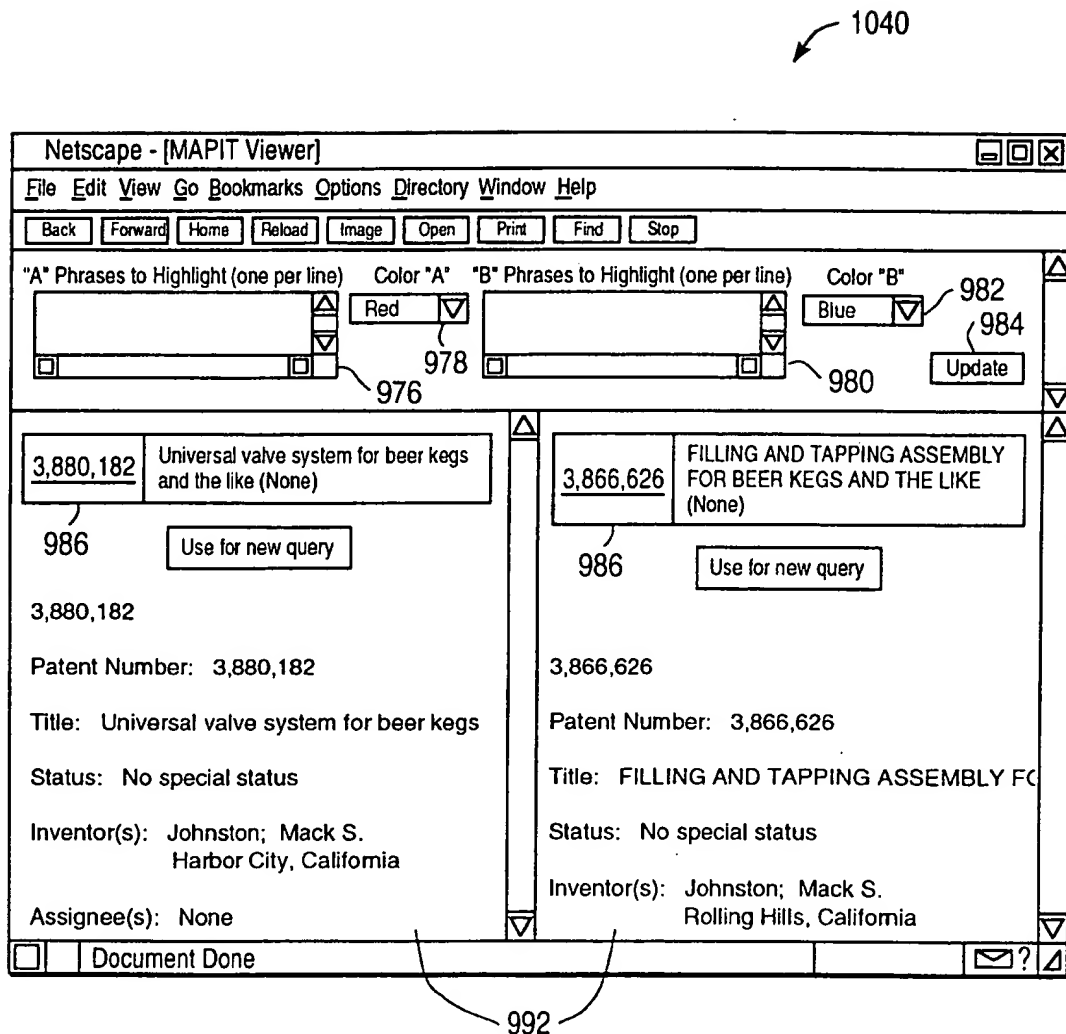 1040
Netscape - [MAPIT Viewer]
File Edit View Go Bookmarks Options Directory Window Help
Back Forward Home Reload Image Open Print Find Stop
"A" Phrases to Highlight (one per line) Color "A" "B" Phrases to Highlight (one per line) Color "B"
Red Blue 982
984
978 Update
976 980
3,880,182 Universal valve system for beer kegs
and the like (None)
986 Use for new query
3,880,182
Patent Number: 3,880,182
Title: Universal valve system for beer kegs
Status: No special status
Inventor(s): Johnston; Mack S.
Harbor City, California
Assignee(s): None
3,866,626 FILLING AND TAPPING ASSEMBLY
FOR BEER KEGS AND THE LIKE
(None)
986 Use for new query
3,866,626
Patent Number: 3,866,626
Title: FILLING AND TAPPING ASSEMBLY FO
Status: No special status
Inventor(s): Johnston; Mack S.
Rolling Hills, California
Document Done ?
992